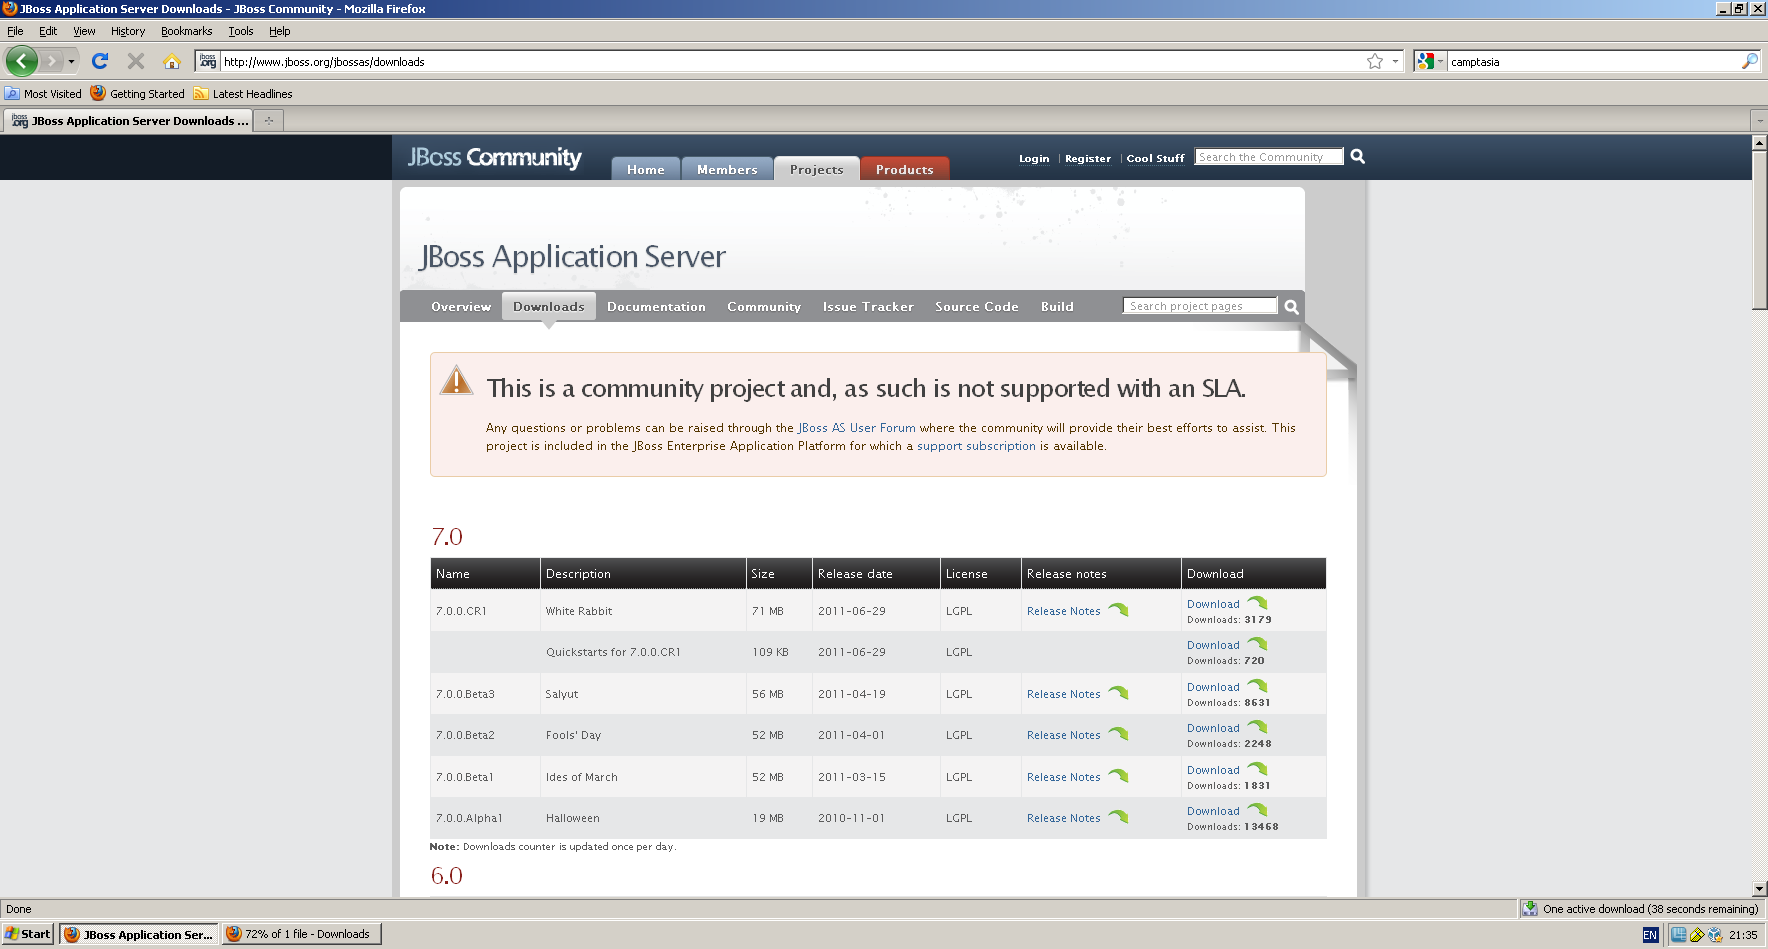 JBoss Application Server Downloads - JBoss Community - Mozilla Firefox
File Edit View History Bookmarks Tools Help
jboss .org http://www.jboss.org/jbossas/downloads camptasia
Most Visited Getting Started Latest Headlines
jboss .org JBoss Application Server Downloads ...
JBoss Community Home Members Projects Products Login Register Cool Stuff Search the Community
JBoss Application Server
Overview Downloads Documentation Community Issue Tracker Source Code Build Search project pages
This is a community project and, as such is not supported with an SLA.
Any questions or problems can be raised through the JBoss AS User Forum where the community will provide their best efforts to assist. This
project is included in the JBoss Enterprise Application Platform for which a support subscription is available.
7.0
Name Description Size Release date License Release notes Download
7.0.0.CR1 White Rabbit 71 MB 2011-06-29 LGPL Release Notes Download
Downloads: 3179
Quickstarts for 7.0.0.CR1 109 KB 2011-06-29 LGPL Download
Downloads: 720
7.0.0.Beta3 Salyut 56 MB 2011-04-19 LGPL Release Notes Download
Downloads: 8631
7.0.0.Beta2 Fools' Day 52 MB 2011-04-01 LGPL Release Notes Download
Downloads: 2248
7.0.0.Beta1 Ides of March 52 MB 2011-03-15 LGPL Release Notes Download
Downloads: 1831
7.0.0.Alpha1 Halloween 19 MB 2010-11-01 LGPL Release Notes Download
Downloads: 13468
Note: Downloads counter is updated once per day.
6.0
Done One active download (38 seconds remaining)
Start JBoss Application Ser... 72% of 1 file - Downloads EN 21:35